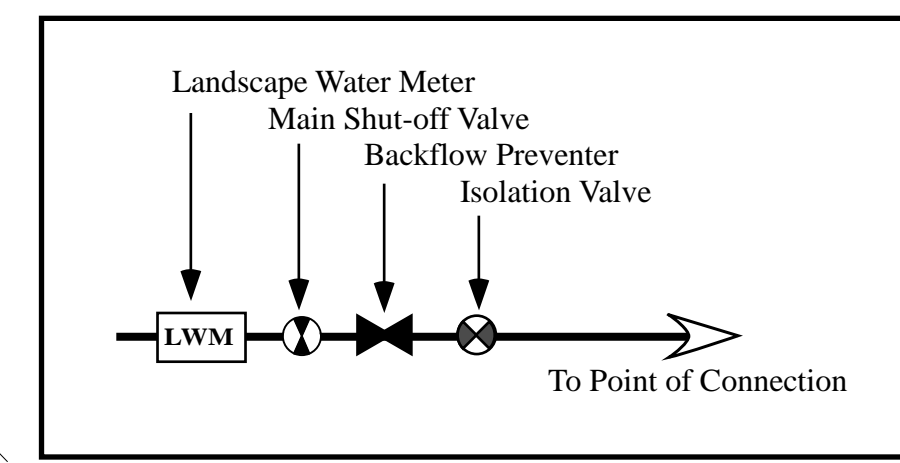 Landscape Water Meter
Main Shut-off Valve
Backflow Preventer
Isolation Valve
LWM
To Point of Connection